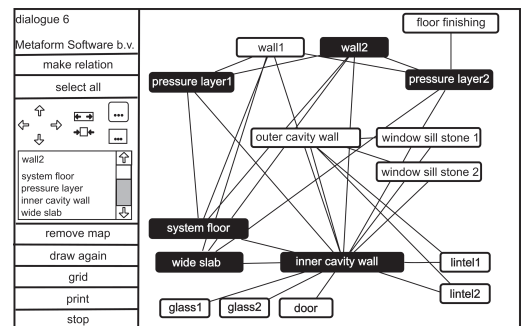 dialogue 6
Metaform Software b.v.
make relation
select all
...
...
wall2
system floor
pressure layer
inner cavity wall
wide slab
remove map
draw again
grid
print
stop
floor finishing
wall1
wall2
pressure layer1
pressure layer2
outer cavity wall
window sill stone 1
window sill stone 2
system floor
wide slab
inner cavity wall
lintel1
lintel2
glass1
glass2
door